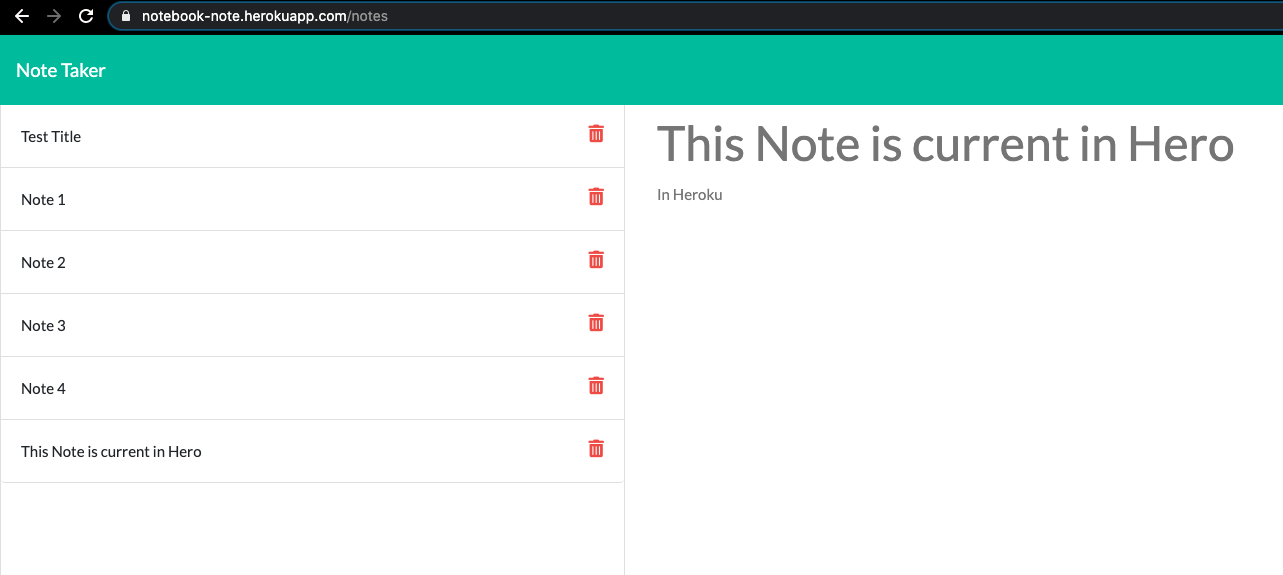 notebook-note.herokuapp.com/notes
Note Taker
Test Title
Note 1
Note 2
Note 3
Note 4
This Note is current in Hero
This Note is current in Hero
In Heroku